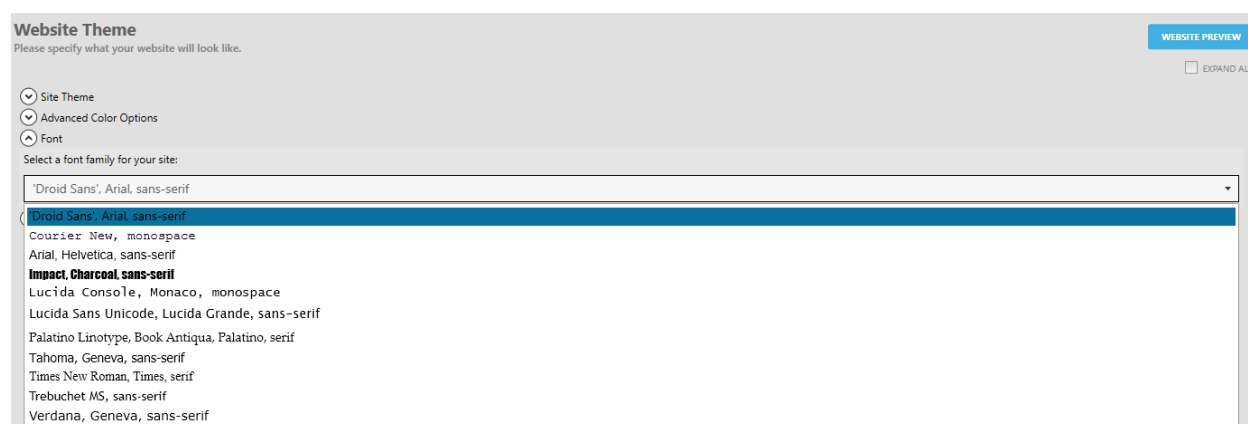 Website Theme
Please specify what your website will look like.
WEBSITE PREVIEW
EXPAND AL
Site Theme
Advanced Color Options
Font
Select a font family for your site:
'Droid Sans', Arial, sans-serif
'Droid Sans', Arial, sans-serif
Courier New, monospace
Arial, Helvetica, sans-serif
Impact, Charcoal, sans-serif
Lucida Console, Monaco, monospace
Lucida Sans Unicode, Lucida Grande, sans-serif
Palatino Linotype, Book Antiqua, Palatino, serif
Tahoma, Geneva, sans-serif
Times New Roman, Times, serif
Trebuchet MS, sans-serif
Verdana, Geneva, sans-serif